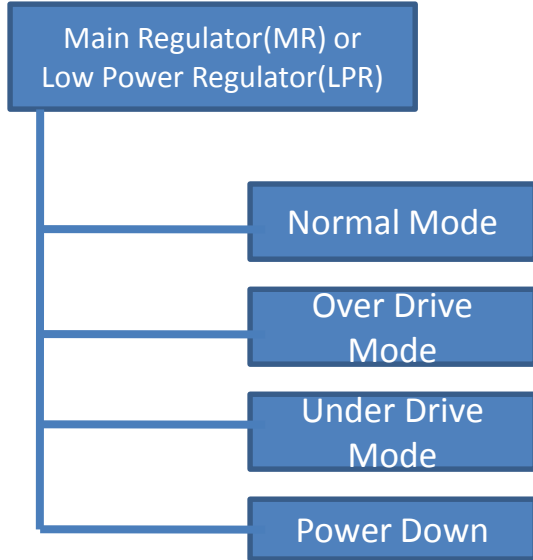 Main Regulator(MR) or
Low Power Regulator(LPR)
Normal Mode
Over Drive
Mode
Under Drive
Mode
Power Down